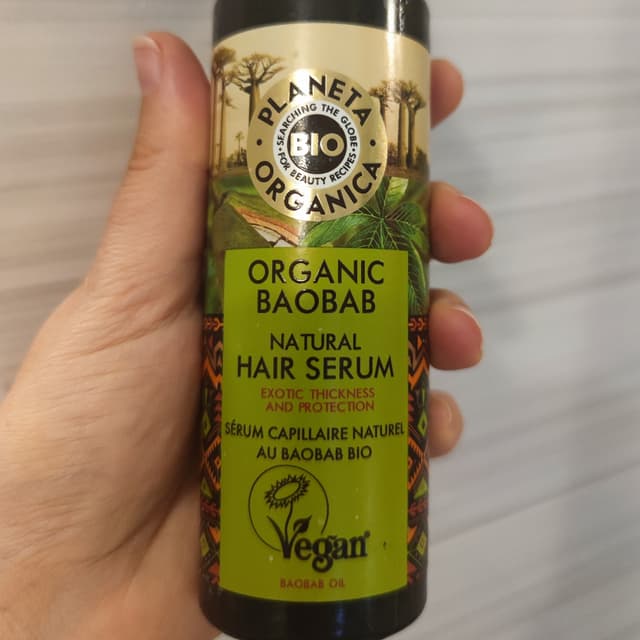 PLANETA
SEARCHING THE GLOBE
BIO
FOR BEAUTY RECIPES
ORGANICA
ORGANIC
BAOBAB
NATURAL
HAIR SERUM
EXOTIC THICKNESS
AND PROTECTION
SÉRUM CAPILLAIRE NATUREL
AU BAOBAB BIO
Vegan
BAOBAB OIL